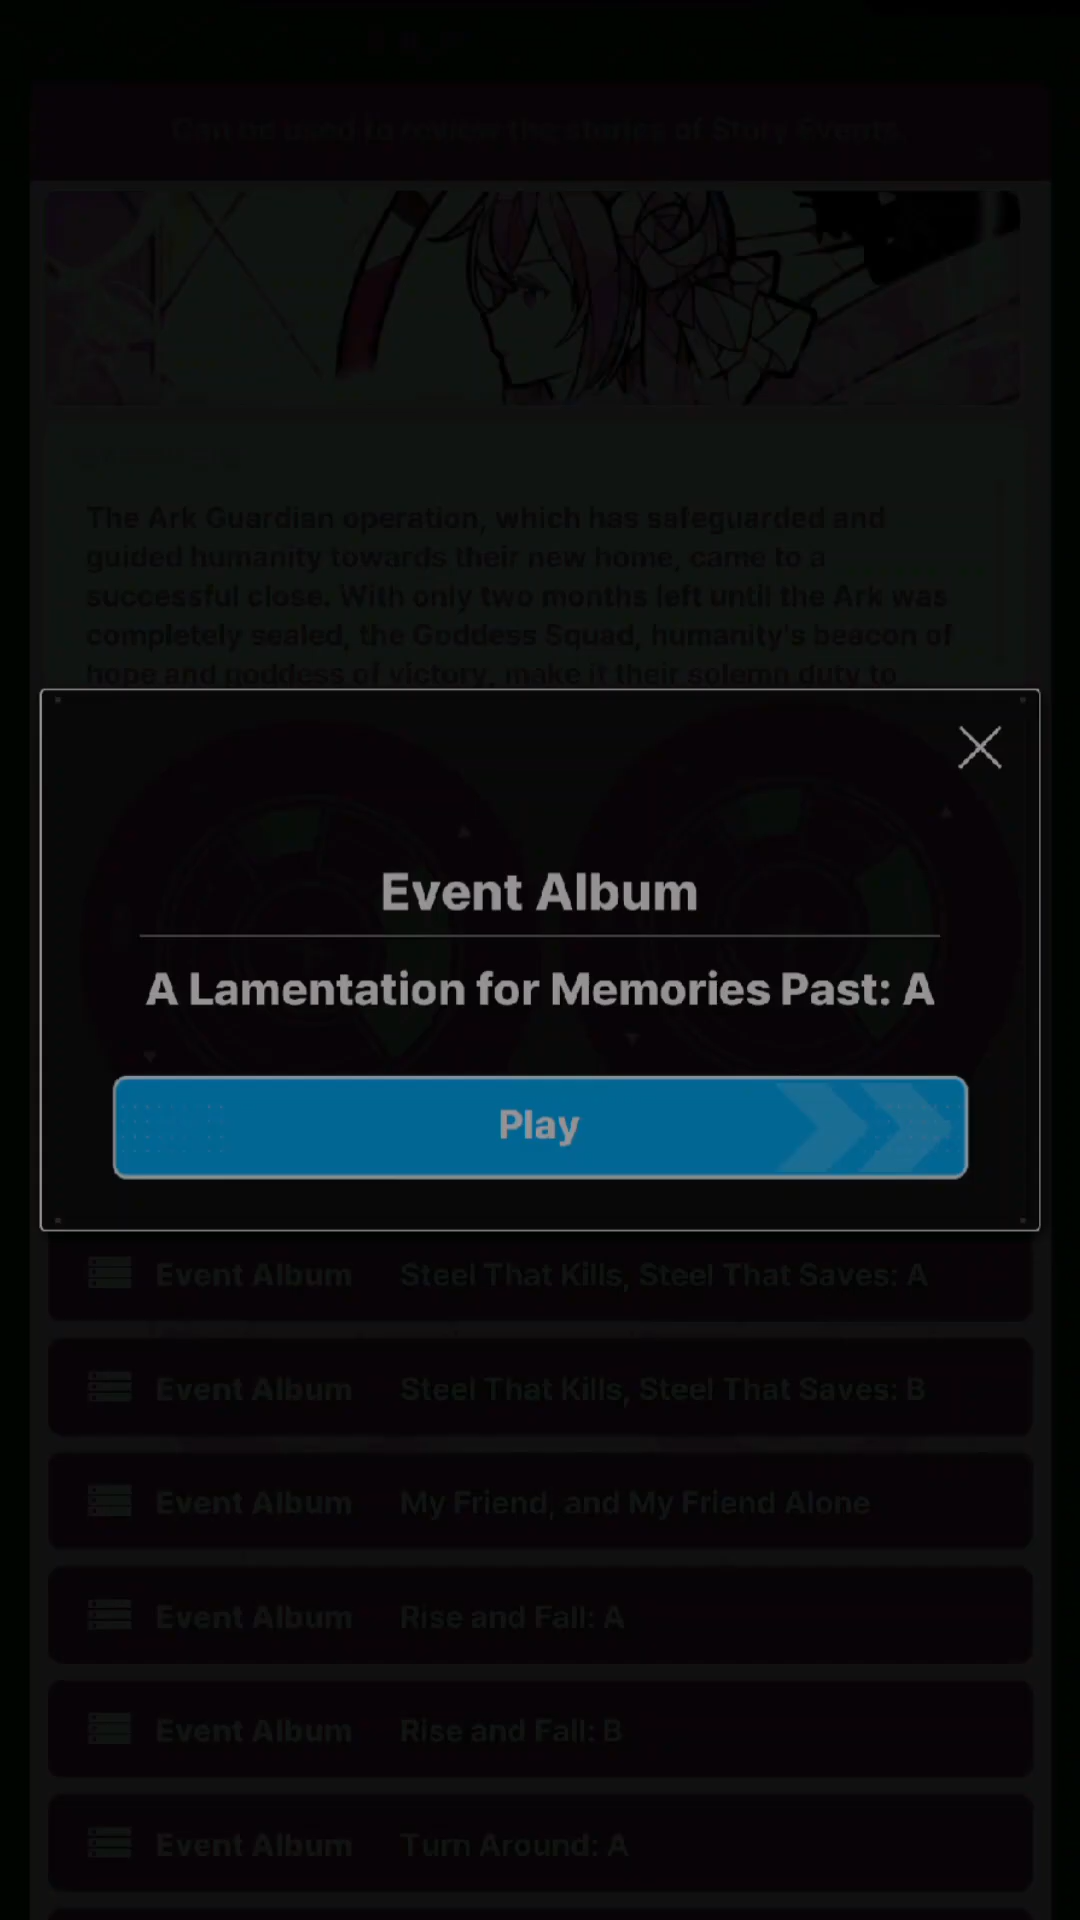 Can be used to review the stories of Story Events.
The Ark Guardian operation, which has safeguarded and
guided humanity towards their new home, came to a
successful close. With only two months left until the Ark was
completely sealed, the Goddess Squad, humanity's beacon of
hope and goddess of victory, make it their solemn duty to
Event Album
A Lamentation for Memories Past: A
Play
Event Album Steel That Kills, Steel That Saves: A
Event Album Steel That Kills, Steel That Saves: B
Event Album My Friend, and My Friend Alone
Event Album Rise and Fall: A
Event Album Rise and Fall: B
Event Album Turn Around: A